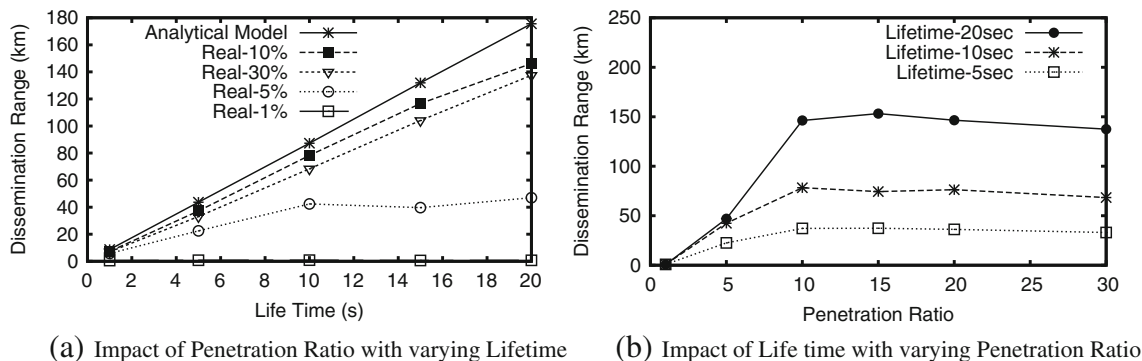 180
160
140
120
100
80
60
40
20
0
Dissemination Range (km)
Analytical Model
Real-10%
Real-30%
Real-5%
Real-1%
0 2 4 6 8 10 12 14 16 18 20
Life Time (s)
(a) Impact of Penetration Ratio with varying Lifetime
250
200
150
100
50
0
Dissemination Range (km)
Lifetime-20sec
Lifetime-10sec
Lifetime-5sec
0 5 10 15 20 25 30
Penetration Ratio
(b) Impact of Life time with varying Penetration Ratio